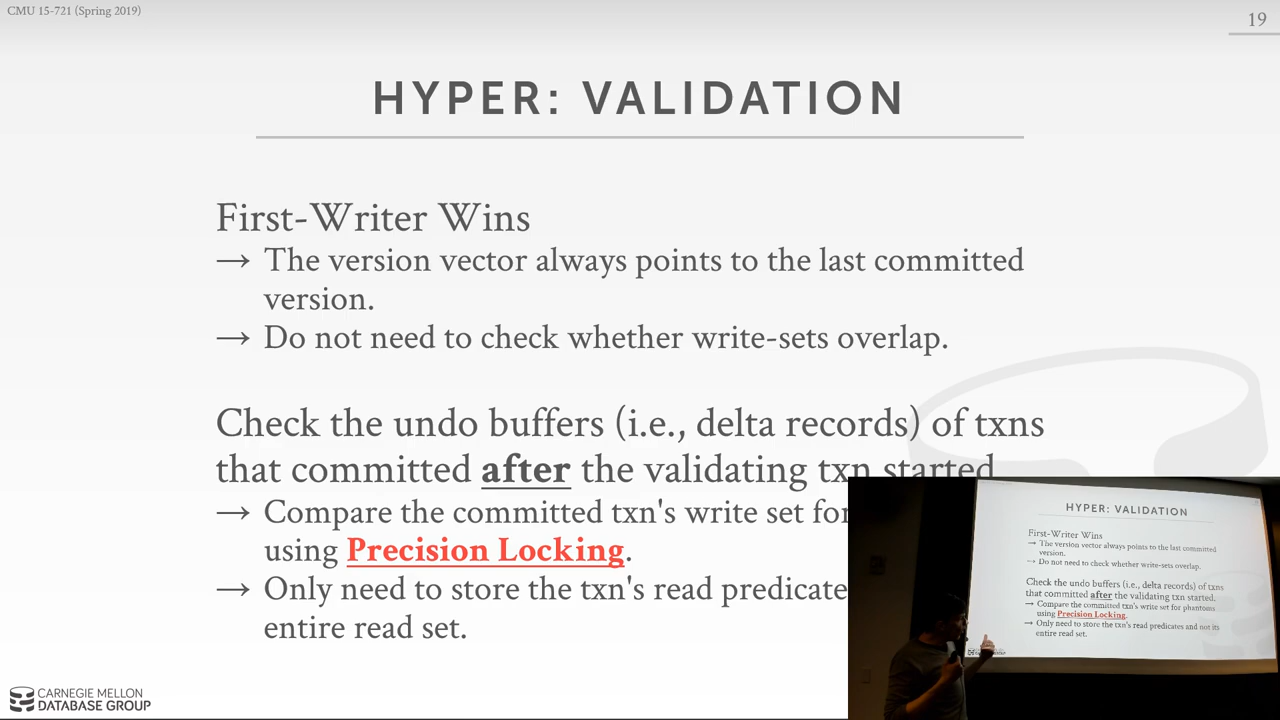 CMU 15-721 (Spring 2019)
19
HYPER: VALIDATION
First-Writer Wins
→ The version vector always points to the last committed
version.
→ Do not need to check whether write-sets overlap.
Check the undo buffers (i.e., delta records) of txns
that committed after the validating txn started
→ Compare the committed txn's write set for
using Precision Locking.
→ Only need to store the txn's read predicate
entire read set.
CARNEGIE MELLON
DATABASE GROUP
HYPER: VALIDATION
First-Writer Wins
→ The version vector always points to the last committed
version.
→ Do not need to check whether write-sets overlap.
Check the undo buffers (i.e., delta records) of txns
that committed after the validating txn started.
→ Compare the committed txn's write set for phantoms
using Precision Locking.
→ Only need to store the txn's read predicates and not its
entire read set.